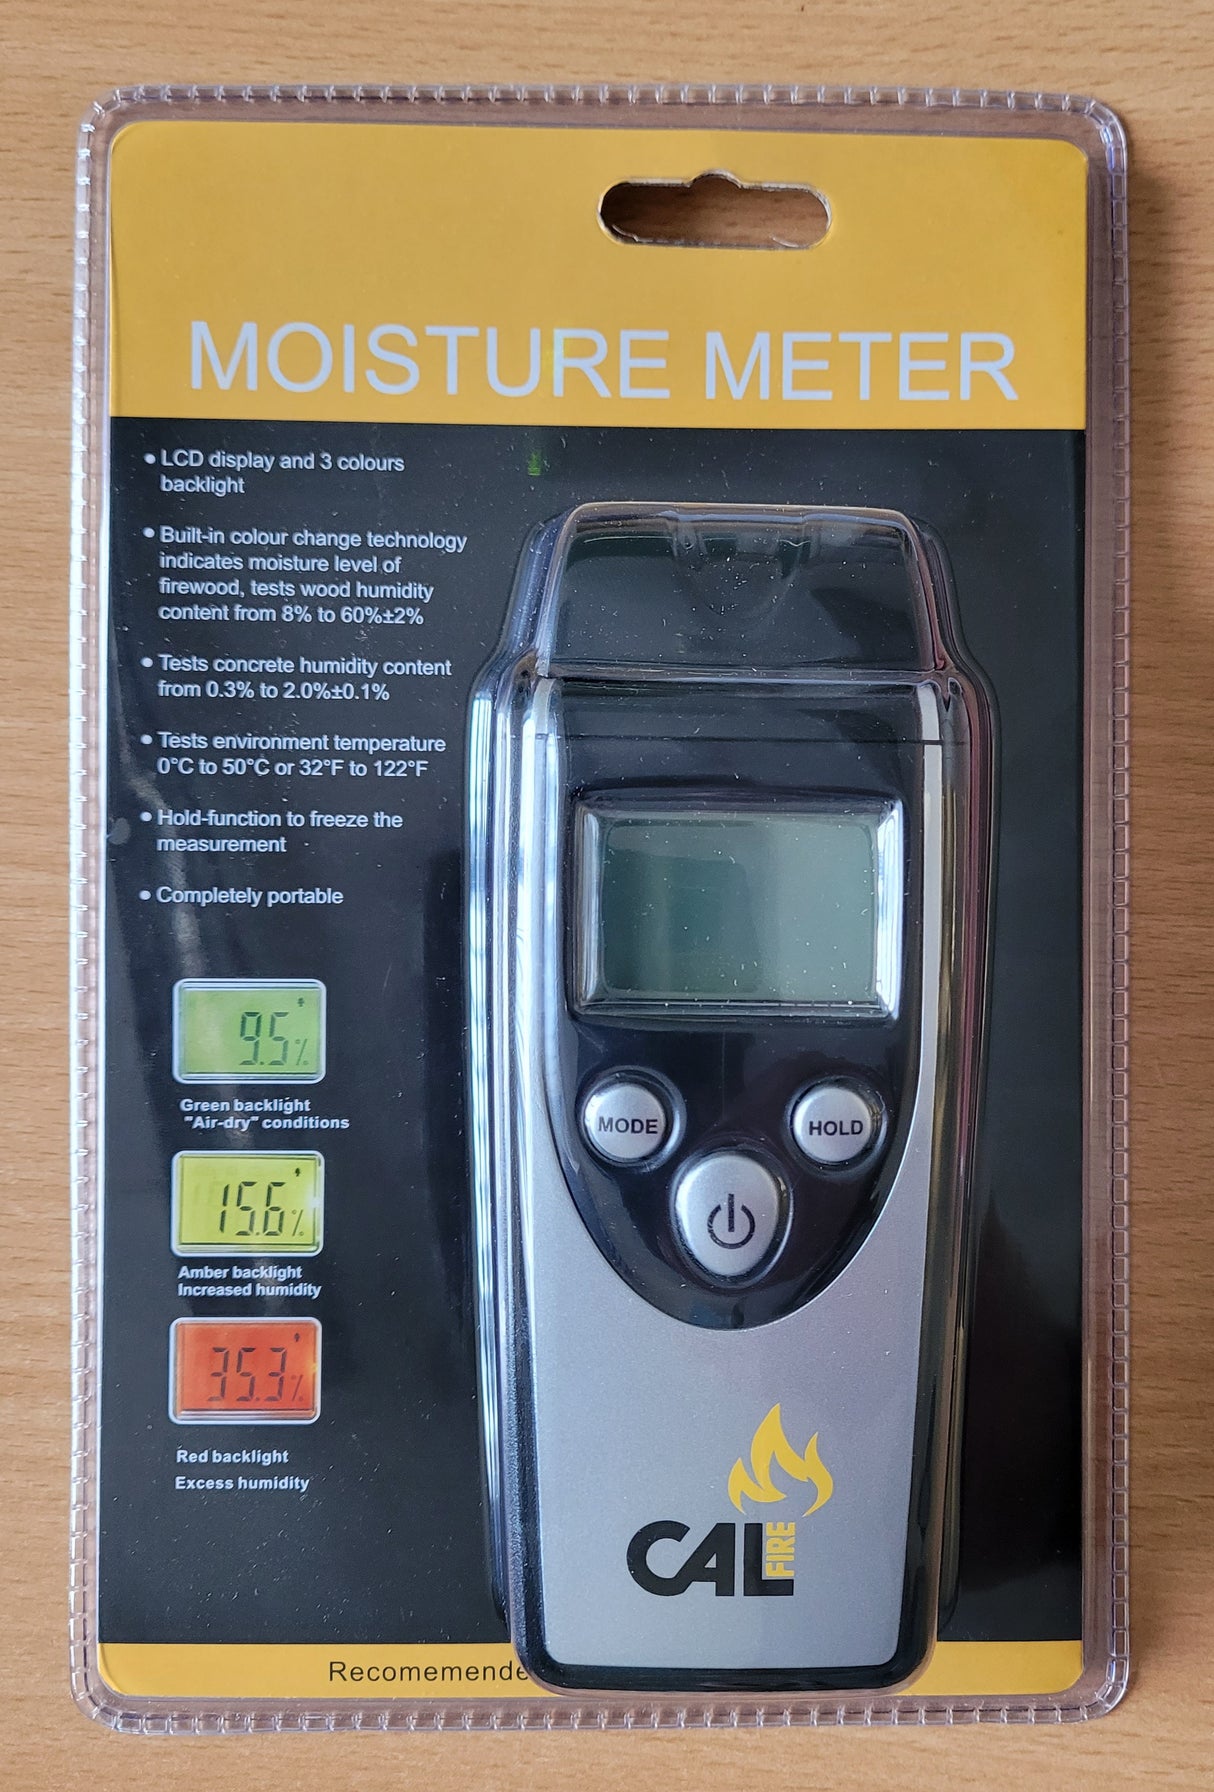 MOISTURE METER
• LCD display and 3 colours
backlight
• Built-in colour change technology
indicates moisture level of
firewood, tests wood humidity
content from 8% to 60%±2%
• Tests concrete humidity content
from 0.3% to 2.0%±0.1%
• Tests environment temperature
0°C to 50°C or 32°F to 122°F
• Hold-function to freeze the
measurement
• Completely portable
9.5%
Green backlight
"Air-dry" conditions
15.6%
Amber backlight
Increased humidity
35.3%
Red backlight
Excess humidity
MODE
HOLD
CAL FIRE
Recomemende